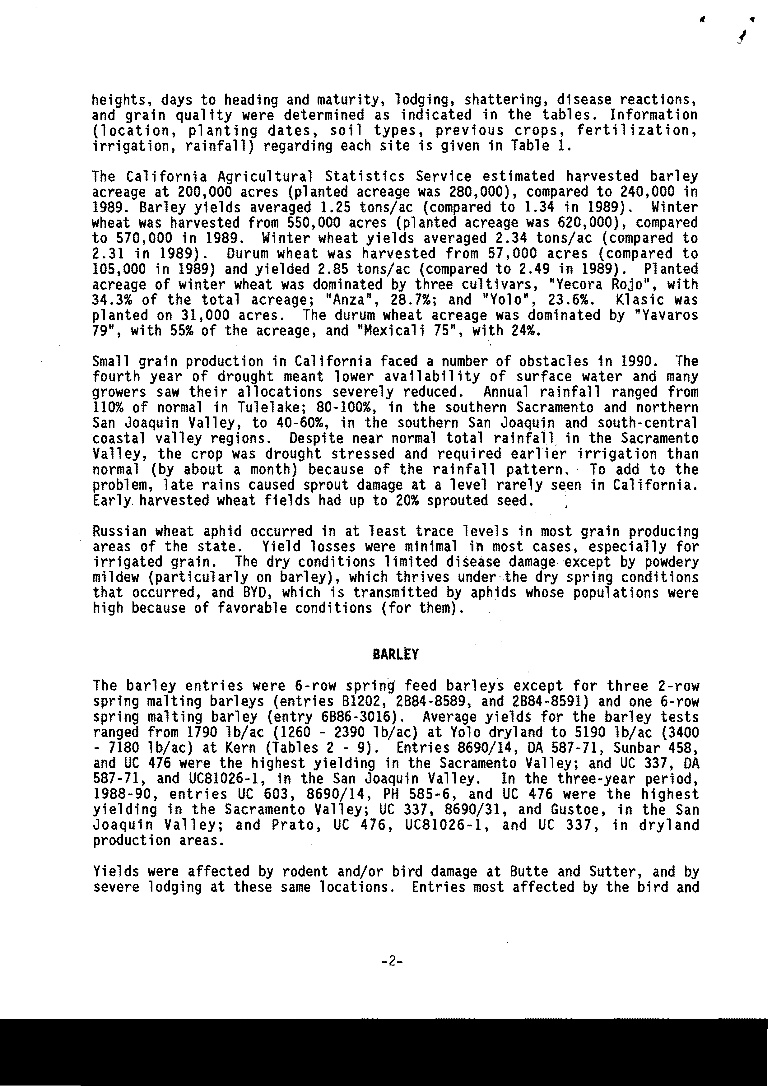 heights, days to heading and maturity, lodging, shattering, disease reactions,
and grain quality were determined as indicated in the tables. Information
(location, planting dates, soil types, previous crops, fertilization,
irrigation, rainfall) regarding each site is given in Table 1.
The California Agricultural Statistics Service estimated harvested barley
acreage at 200,000 acres (planted acreage was 280,000), compared to 240,000 in
1989. Barley yields averaged 1.25 tons/ac (compared to 1.34 in 1989). Winter
wheat was harvested from 550,000 acres (planted acreage was 620,000), compared
to 570,000 in 1989. Winter wheat yields averaged 2.34 tons/ac (compared to
2.31 in 1989). Durum wheat was harvested from 57,000 acres (compared to
105,000 in 1989) and yielded 2.85 tons/ac (compared to 2.49 in 1989). Planted
acreage of winter wheat was dominated by three cultivars, "Yecora Rojo", with
34.3% of the total acreage; "Anza", 28.7%; and "Yolo", 23.6%. Klasic was
planted on 31,000 acres. The durum wheat acreage was dominated by "Yavaros
79", with 55% of the acreage, and "Mexicali 75", with 24%.
Small grain production in California faced a number of obstacles in 1990. The
fourth year of drought meant lower availability of surface water and many
growers saw their allocations severely reduced. Annual rainfall ranged from
110% of normal in Tulelake; 80-100%, in the southern Sacramento and northern
San Joaquin Valley, to 40-60%, in the southern San Joaquin and south-central
coastal valley regions. Despite near normal total rainfall in the Sacramento
Valley, the crop was drought stressed and required earlier irrigation than
normal (by about a month) because of the rainfall pattern. To add to the
problem, late rains caused sprout damage at a level rarely seen in California.
Early harvested wheat fields had up to 20% sprouted seed.
Russian wheat aphid occurred in at least trace levels in most grain producing
areas of the state. Yield losses were minimal in most cases, especially for
irrigated grain. The dry conditions limited disease damage except by powdery
mildew (particularly on barley), which thrives under the dry spring conditions
that occurred, and BYD, which is transmitted by aphids whose populations were
high because of favorable conditions (for them).
BARLEY
The barley entries were 6-row spring feed barleys except for three 2-row
spring malting barleys (entries B1202, 2B84-8589, and 2B84-8591) and one 6-row
spring malting barley (entry 6B86-3016). Average yields for the barley tests
ranged from 1790 lb/ac (1260 - 2390 lb/ac) at Yolo dryland to 5190 lb/ac (3400
- 7180 lb/ac) at Kern (Tables 2 - 9). Entries 8690/14, DA 587-71, Sunbar 458,
and UC 476 were the highest yielding in the Sacramento Valley; and UC 337, DA
587-71, and UC81026-1, in the San Joaquin Valley. In the three-year period,
1988-90, entries UC 603, 8690/14, PH 585-6, and UC 476 were the highest
yielding in the Sacramento Valley; UC 337, 8690/31, and Gustoe, in the San
Joaquin Valley; and Prato, UC 476, UC81026-1, and UC 337, in dryland
production areas.
Yields were affected by rodent and/or bird damage at Butte and Sutter, and by
severe lodging at these same locations. Entries most affected by the bird and
-2-